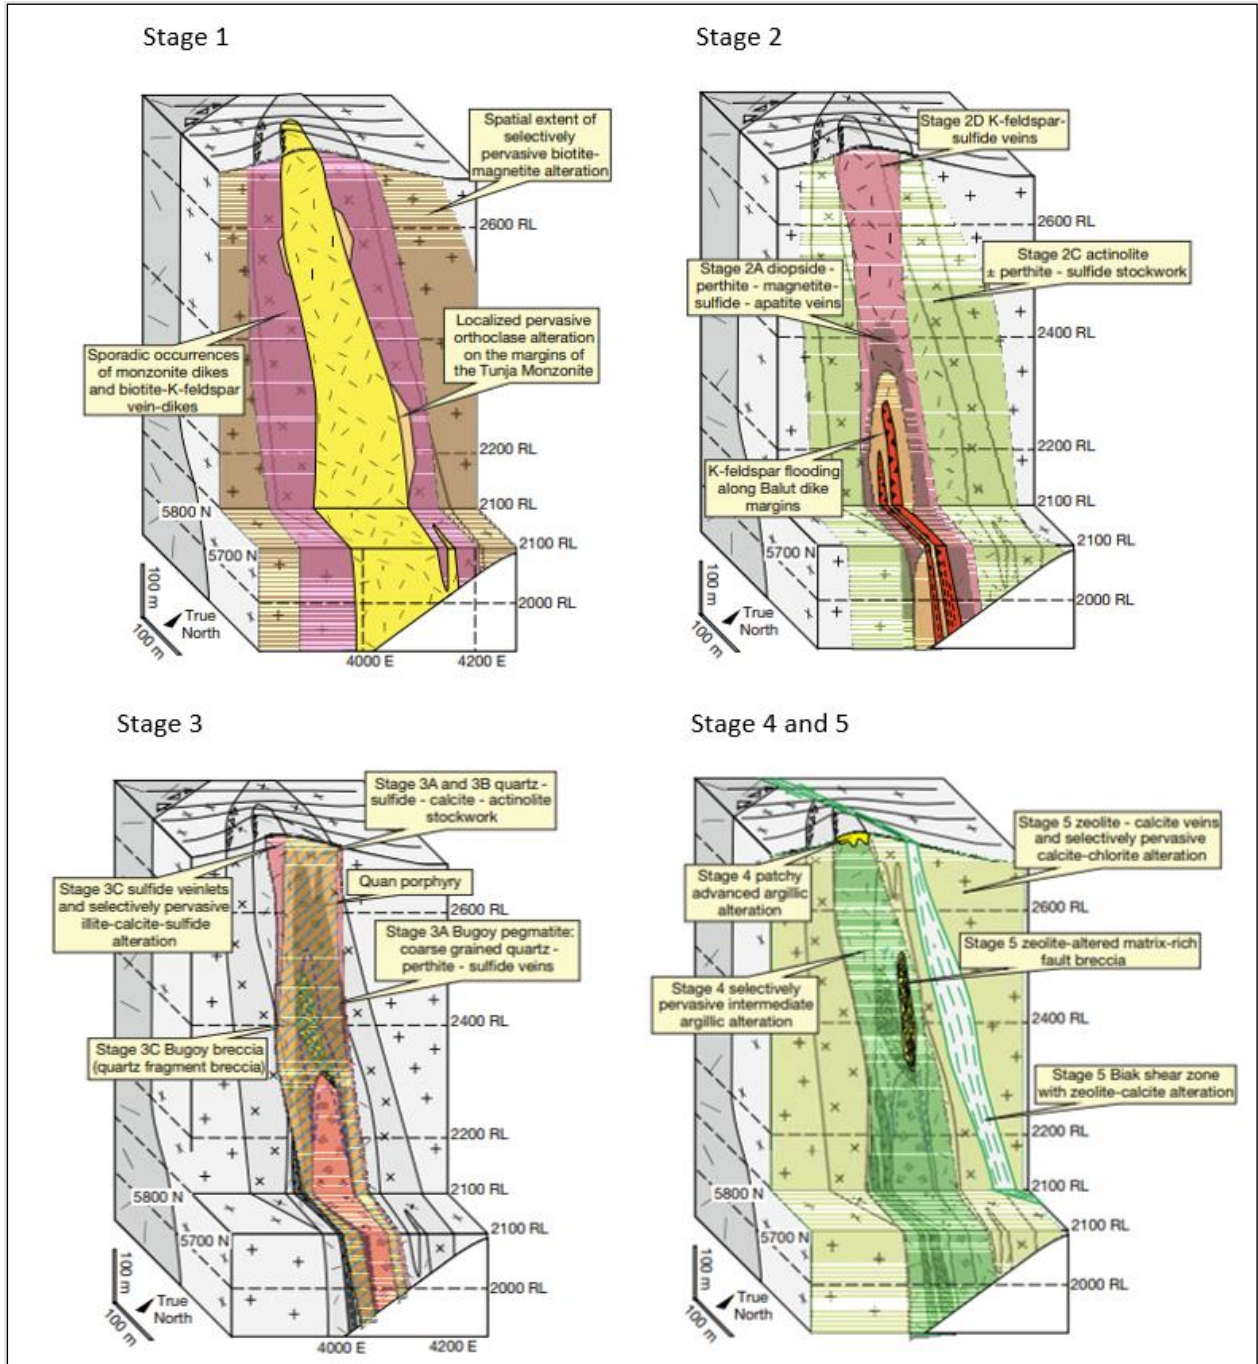 Stage 1
Spatial extent of
selectively
pervasive biotite-
magnetite alteration
2600 RL
Localized pervasive
orthoclase alteration
on the margins of
the Tunja Monzonite
Sporadic occurrences
of monzonite dikes
and biotite-K-feldspar
vein-dikes
2200 RL
2100 RL
5800 N
5700 N
2100 RL
2000 RL
100 m
100 m
True
North
4000 E
4200 E
Stage 2
Stage 2D K-feldspar-
sulfide veins
2600 RL
Stage 2C actinolite
± perthite - sulfide stockwork
Stage 2A diopside -
perthite - magnetite-
sulfide - apatite veins
2400 RL
2200 RL
K-feldspar flooding
along Balut dike
margins
2100 RL
5700 N
2100 RL
2000 RL
100 m
100 m
True
North
Stage 3
Stage 3A and 3B quartz -
sulfide - calcite - actinolite
stockwork
Quan porphyry
Stage 3C sulfide veinlets
and selectively pervasive
illite-calcite-sulfide
alteration
2600 RL
Stage 3A Bugoy pegmatite:
coarse grained quartz -
perthite - sulfide veins
2400 RL
Stage 3C Bugoy breccia
(quartz fragment breccia)
2200 RL
2100 RL
5800 N
5700 N
2100 RL
2000 RL
100 m
100 m
True
North
4000 E
4200 E
Stage 4 and 5
Stage 5 zeolite - calcite veins
and selectively pervasive
calcite-chlorite alteration
Stage 4 patchy
advanced argillic
alteration
2600 RL
Stage 5 zeolite-altered matrix-rich
fault breccia
Stage 4 selectively
pervasive intermediate
argillic alteration
2400 RL
Stage 5 Biak shear zone
with zeolite-calcite alteration
2200 RL
2100 RL
5800 N
5700 N
2100 RL
2000 RL
100 m
100 m
True
North